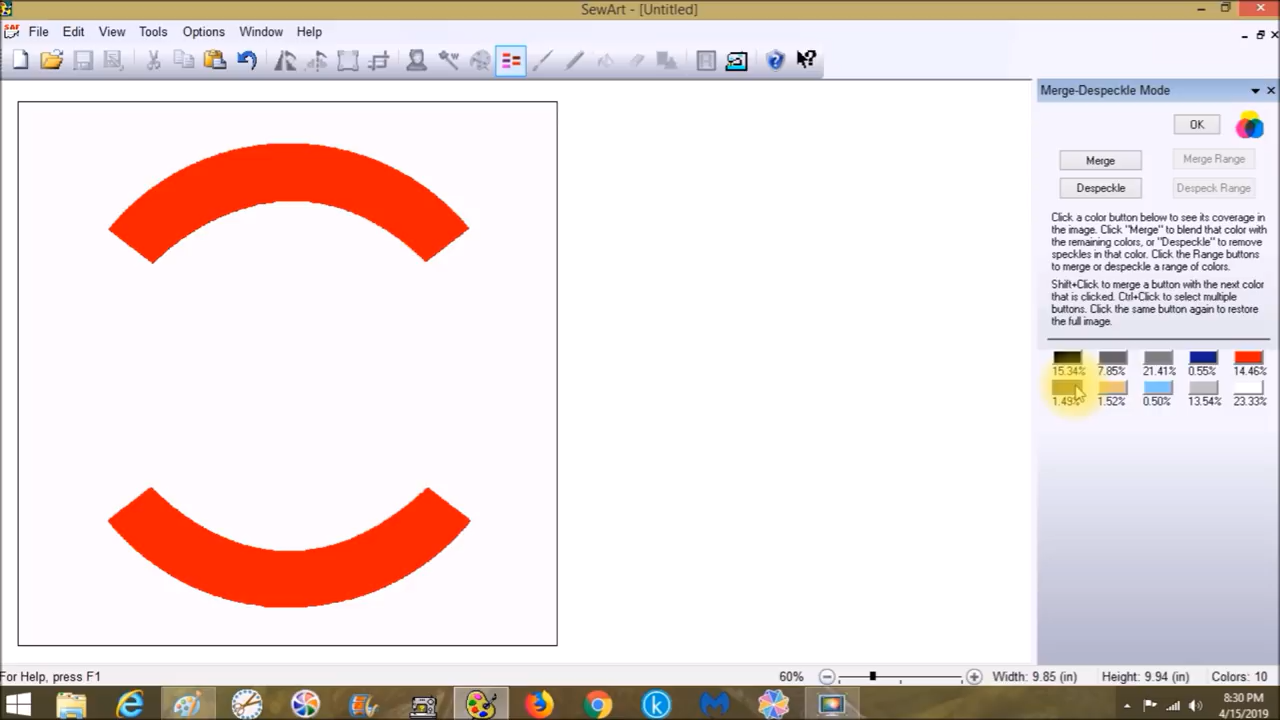 SewArt - [Untitled]
File Edit View Tools Options Window Help
Merge-Despeckle Mode
OK
Merge Merge Range
Despeckle Despeck Range
Click a color button below to see its coverage in
the image. Click "Merge" to blend that color with
the remaining colors, or "Despeckle" to remove
speckles in that color. Click the Range buttons
to merge or despeckle a range of colors.
Shift+Click to merge a button with the next color
that is clicked. Ctrl+Click to select multiple
buttons. Click the same button again to restore
the full image.
15.34% 7.85% 21.41% 0.55% 14.46%
1.49% 1.52% 0.50% 13.54% 23.33%
For Help, press F1 60% Width: 9.85 (in) Height: 9.94 (in) Colors: 10
8:30 PM
4/15/2019